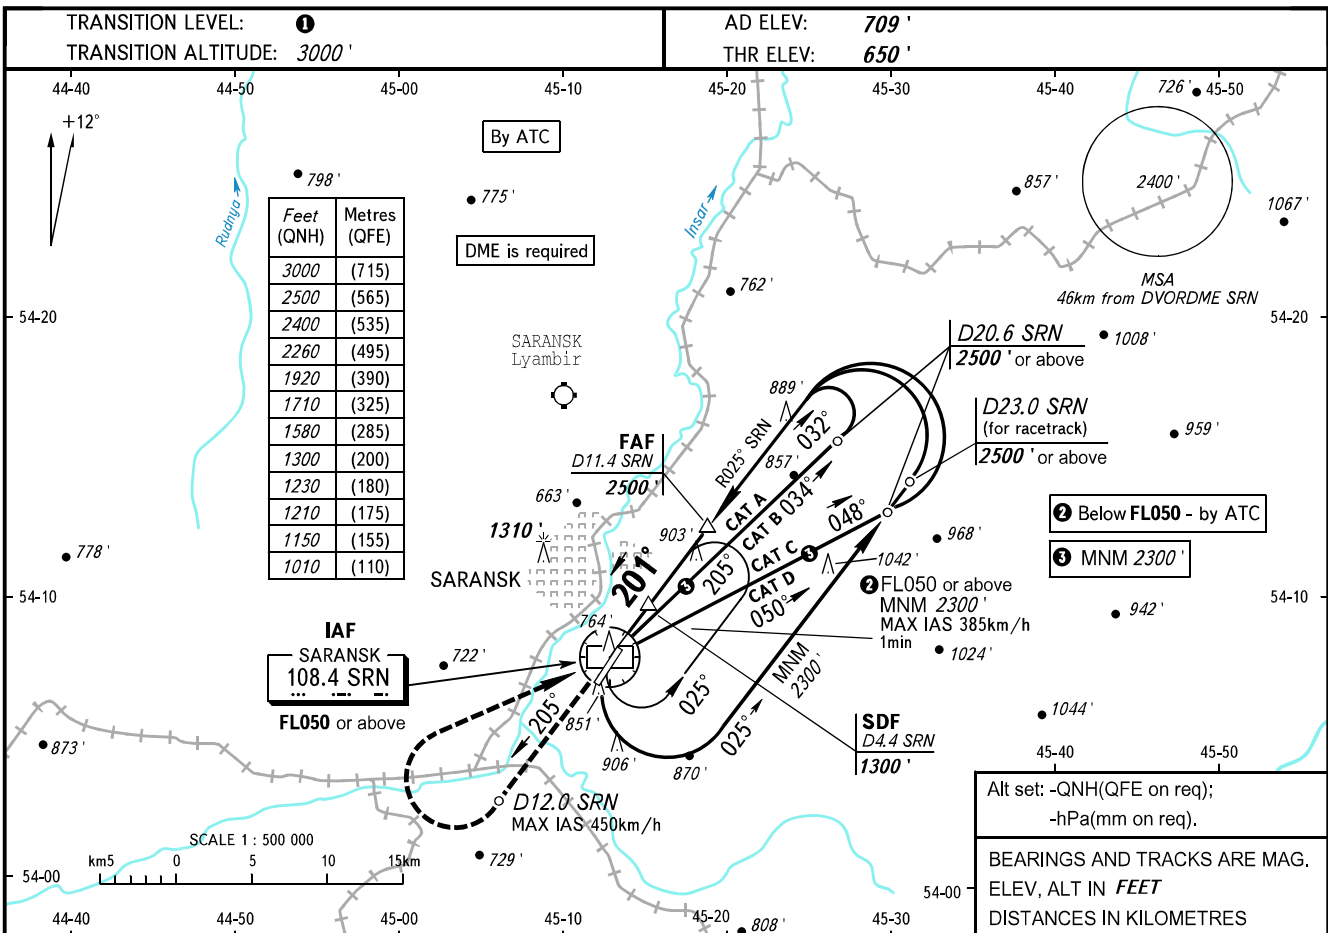 TRANSITION LEVEL: ❶
TRANSITION ALTITUDE: 3000 '
AD ELEV: 709 '
THR ELEV: 650 '
44-40 44-50 45-00 45-10 45-20 45-30 45-40 45-50
+12°
By ATC
DME is required
Feet (QNH) Metres (QFE)
3000 (715)
2500 (565)
2400 (535)
2260 (495)
1920 (390)
1710 (325)
1580 (285)
1300 (200)
1230 (180)
1210 (175)
1150 (155)
1010 (110)
Rudnya
Insar
798 '
775 '
726 '
857 '
1067 '
2400 '
MSA
46km from DVORDME SRN
762 '
1008 '
54-20
54-20
SARANSK
Lyambir
D20.6 SRN
2500 ' or above
D23.0 SRN
(for racetrack)
2500 ' or above
889 '
R025° SRN
032°
857 '
959 '
FAF
D11.4 SRN
2500 '
663 '
1310 '
903 '
CAT A
CAT B 034°
048°
CAT C
CAT D
050°
205°
201°
❸
❸
❷ Below FL050 - by ATC
❸ MNM 2300 '
968 '
1042 '
❷ FL050 or above
MNM 2300 '
MAX IAS 385km/h
1min
778 '
SARANSK
54-10
942 '
1024 '
764 '
IAF
SARANSK
108.4 SRN
FL050 or above
722 '
851 '
205°
025°
025°
MNM
2300 '
906 '
870 '
SDF
D4.4 SRN
1300 '
1044 '
873 '
D12.0 SRN
MAX IAS 450km/h
729 '
808 '
SCALE 1 : 500 000
km5 0 5 10 15km
54-00
54-00
54-10
45-40 45-50
44-40 44-50 45-00 45-10 45-20 45-30
Alt set: -QNH(QFE on req);
-hPa(mm on req).
BEARINGS AND TRACKS ARE MAG.
ELEV, ALT IN FEET
DISTANCES IN KILOMETRES